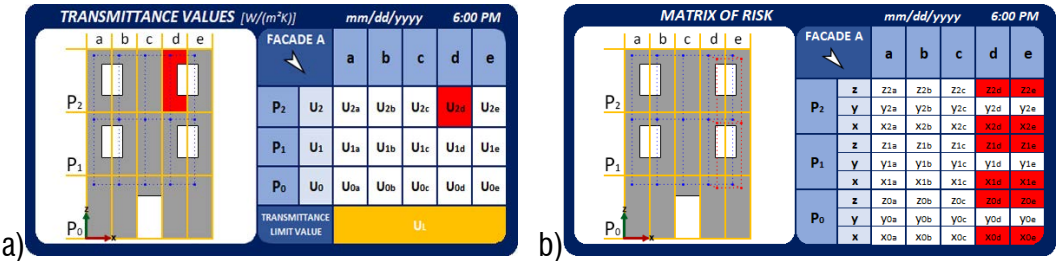 TRANSMITTANCE VALUES [W/(m²K)] mm/dd/yyyy 6:00 PM
a b c d e
P2
P1
P0
z
x
FACADE A a b c d e
P2 U2 U2a U2b U2c U2d U2e
P1 U1 U1a U1b U1c U1d U1e
P0 U0 U0a U0b U0c U0d U0e
TRANSMITTANCE
LIMIT VALUE UL
a)
MATRIX OF RISK mm/dd/yyyy 6:00 PM
a b c d e
P2
P1
P0
z
x
FACADE A a b c d e
P2
z Z2a Z2b Z2c Z2d Z2e
y y2a y2b y2c y2d y2e
x X2a X2b X2c X2d X2e
P1
z Z1a Z1b Z1c Z1d Z1e
y y1a y1b y1c y1d y1e
x X1a X1b X1c X1d X1e
P0
z Z0a Z0b Z0c Z0d Z0e
y y0a y0b y0c y0d y0e
x X0a X0b X0c X0d X0e
b)